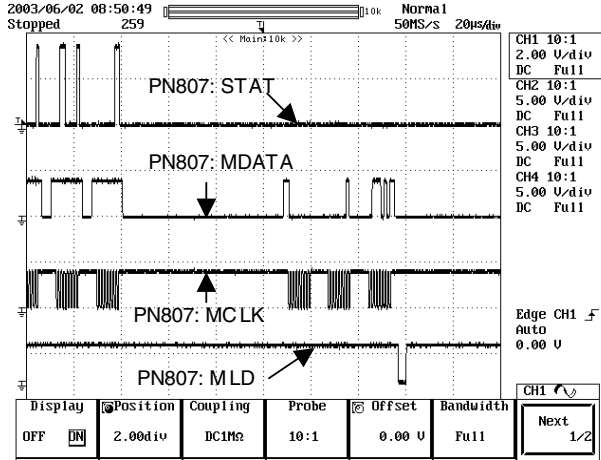 2003/06/02 08:50:49 10k Normal
Stopped 259 50MS/s 20µs/div
<< Main:10k >>
CH1 10:1
2.00 V/div
DC Full
CH2 10:1
5.00 V/div
DC Full
CH3 10:1
5.00 V/div
DC Full
CH4 10:1
5.00 V/div
DC Full
PN807: STAT
PN807: MDATA
PN807: MCLK
PN807: MLD
Edge CH1
Auto
0.00 V
CH1
Display Position Coupling Probe Offset Bandwidth
OFF ON 2.00div DC1MΩ 10:1 0.00 V Full
Next
1/2